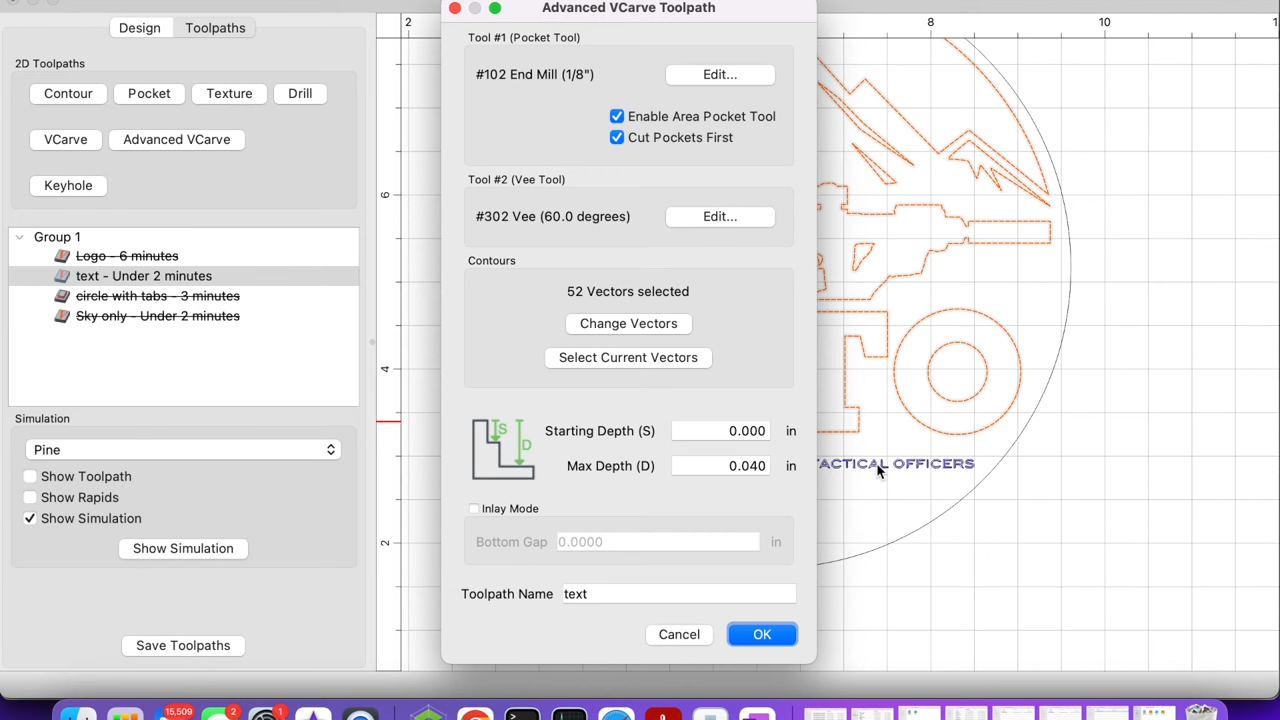 Advanced VCarve Toolpath
Design
Toolpaths
2D Toolpaths
Contour
Pocket
Texture
Drill
VCarve
Advanced VCarve
Keyhole
Group 1
Logo - 6 minutes
text - Under 2 minutes
circle with tabs - 3 minutes
Sky only - Under 2 minutes
Simulation
Pine
Show Toolpath
Show Rapids
Show Simulation
Show Simulation
Save Toolpaths
Tool #1 (Pocket Tool)
#102 End Mill (1/8")
Edit...
Enable Area Pocket Tool
Cut Pockets First
Tool #2 (Vee Tool)
#302 Vee (60.0 degrees)
Edit...
Contours
52 Vectors selected
Change Vectors
Select Current Vectors
S
D
Starting Depth (S)
0.000
in
Max Depth (D)
0.040
in
Inlay Mode
Bottom Gap
0.0000
in
Toolpath Name
text
Cancel
OK
2
8
10
6
4
2
TACTICAL OFFICERS
15,509
2
1